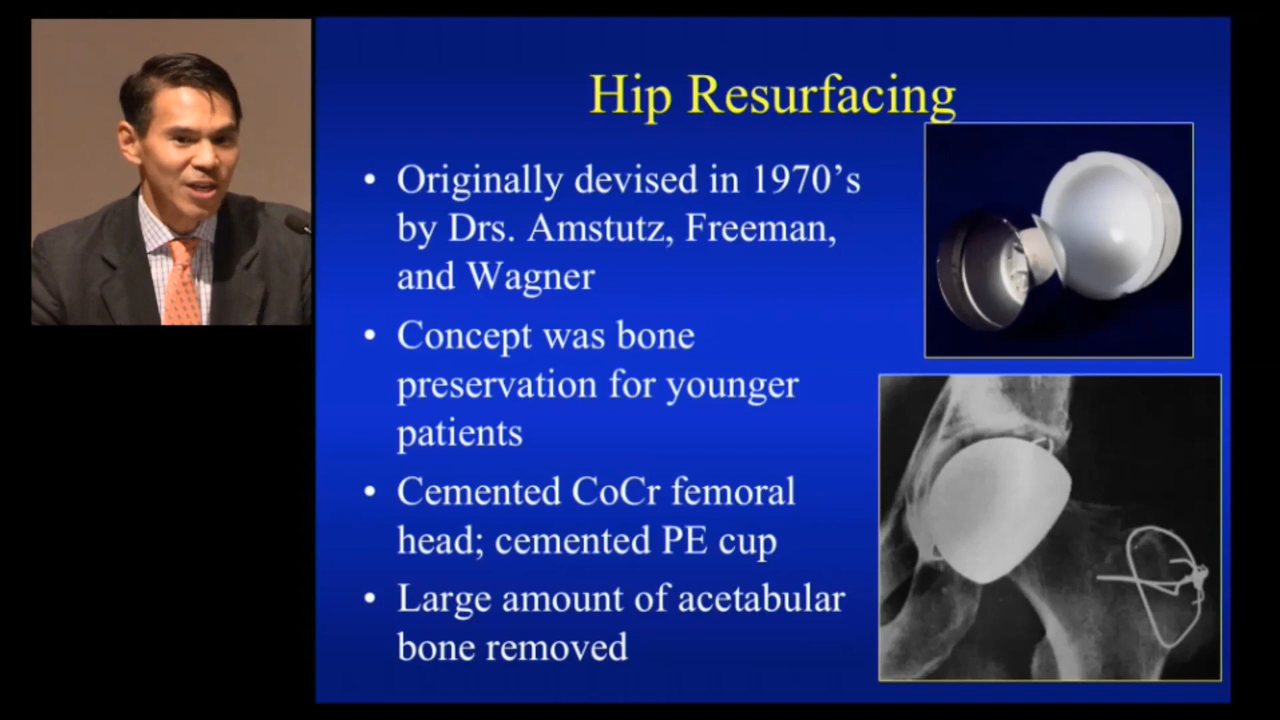 Hip Resurfacing
• Originally devised in 1970’s
by Drs. Amstutz, Freeman,
and Wagner
• Concept was bone
preservation for younger
patients
• Cemented CoCr femoral
head; cemented PE cup
• Large amount of acetabular
bone removed